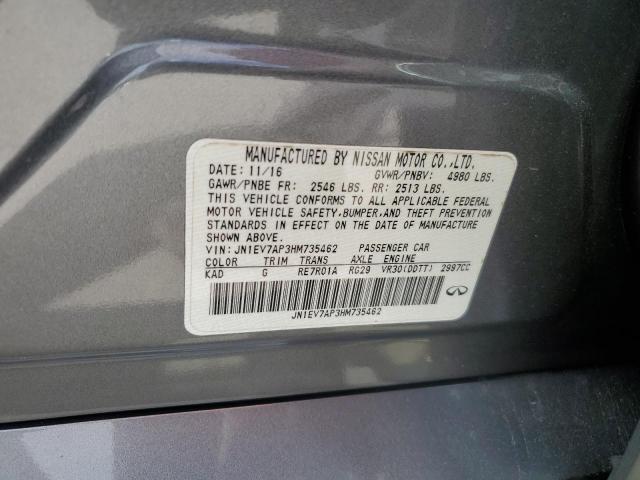 MANUFACTURED BY NISSAN MOTOR CO.,LTD.
DATE: 11/16 GVWR/PNBV: 4980 LBS.
GAWR/PNBE FR: 2546 LBS. RR: 2513 LBS.
THIS VEHICLE CONFORMS TO ALL APPLICABLE FEDERAL
MOTOR VEHICLE SAFETY,BUMPER,AND THEFT PREVENTION
STANDARDS IN EFFECT ON THE DATE OF MANUFACTURE
SHOWN ABOVE.
VIN: JN1EV7AP3HM735462 PASSENGER CAR
COLOR TRIM TRANS AXLE ENGINE
KAD G RE7R01A RG29 VR30(DDTT) 2997CC
JN1EV7AP3HM735462